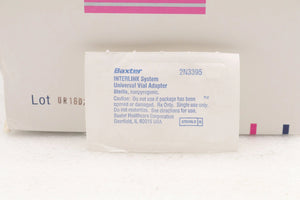 Baxter 2N3395
INTERLINK System
Universal Vial Adapter
Sterile, nonpyrogenic.
Caution: Do not use if package has been
opened or damaged. Rx Only. Single use only.
Do not resterilize. See directions for use.
Baxter Healthcare Corporation
Deerfield, IL 60015 USA
STERILE R
Lot UR18D